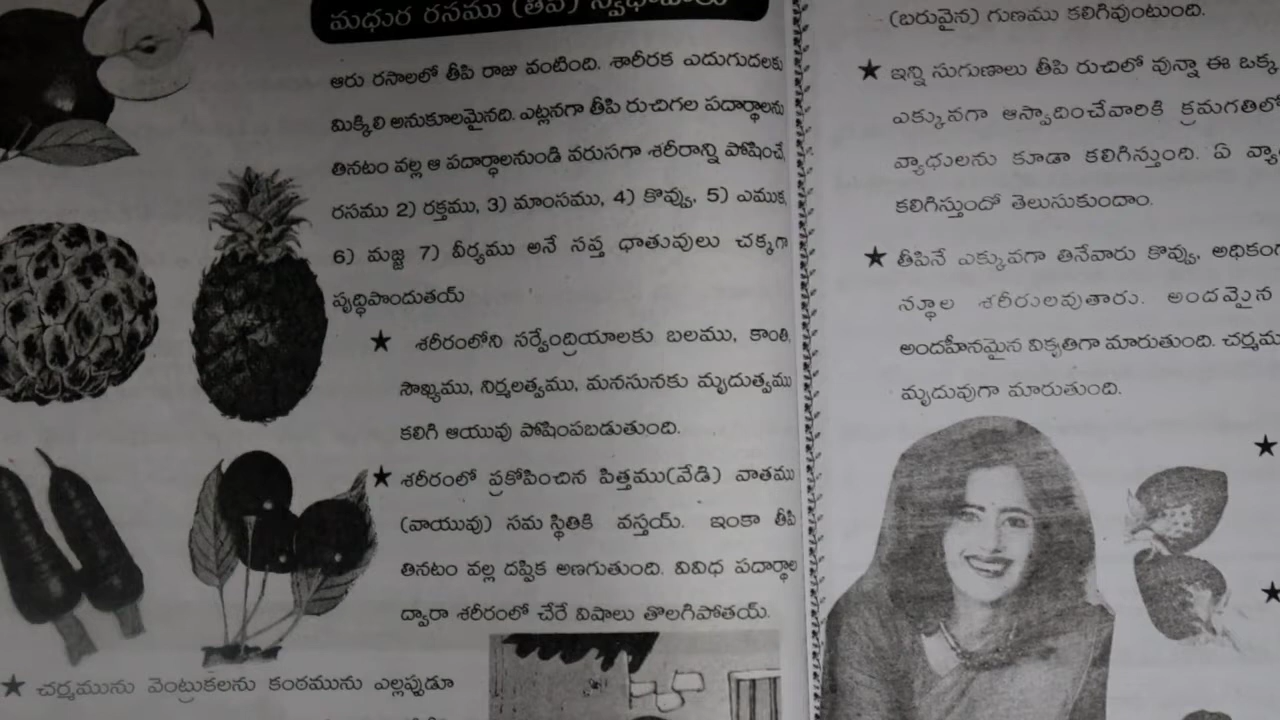 మధుర రసము (తీపి) స్వభావాలు
ఆరు రసాలలో తీపి రాజు వంటింది. శారీరక ఎదుగుదలకు
మిక్కిలి అనుకూలమైనది. ఎట్లనగా తీపి రుచిగల పదార్థాలను
తినటం వల్ల ఆ పదార్థాలనుండి వరుసగా శరీరాన్ని పోషించే
రసము 2) రక్తము, 3) మాంసము, 4) కొవ్వు, 5) ఎముక,
6) మజ్జ 7) వీర్యము అనే సప్త ధాతువులు చక్కగా
వృద్ధిపొందుతయ్
★ శరీరంలోని సర్వేంద్రియాలకు బలము, కాంతి,
సౌఖ్యము, నిర్మలత్వము, మనసునకు మృదుత్వము
కలిగి ఆయువు పోషింపబడుతుంది.
★ శరీరంలో ప్రకోపించిన పిత్తము(వేడి) వాతము
(వాయువు) సమ స్థితికి వస్తయ్. ఇంకా తీపి
తినటం వల్ల దప్పిక అణగుతుంది. వివిధ పదార్థాల
ద్వారా శరీరంలో చేరే విషాలు తొలగిపోతయ్.
★ చర్మమును వెంట్రుకలను కంఠమును ఎల్లప్పుడూ
(బరువైన) గుణము కలిగివుంటుంది.
★ ఇన్ని సుగుణాలు తీపి రుచిలో వున్నా ఈ ఒక్క
ఎక్కువగా ఆస్వాదించేవారికి క్రమగతిలో
వ్యాధులను కూడా కలిగిస్తుంది. ఏ
కలిగిస్తుందో తెలుసుకుందాం.
★ తీపినే ఎక్కువగా తినేవారు కొవ్వు, అధికంగ
స్థూల శరీరులవుతారు. అందమైన
అందహీనమైన వికృతిగా మారుతుంది.
మృదువుగా మారుతుంది.
★
★